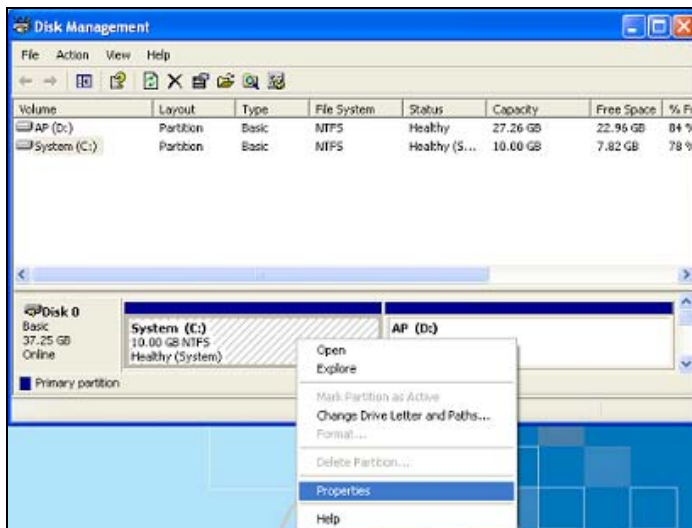 Disk Management
File Action View Help
Volume Layout Type File System Status Capacity Free Space % F
AP (D:) Partition Basic NTFS Healthy 27.26 GB 22.96 GB 84 %
System (C:) Partition Basic NTFS Healthy (S... 10.00 GB 7.82 GB 78 %
Disk 0
Basic
37.25 GB
Online
System (C:)
10.00 GB NTFS
Healthy (System)
AP (D:)
Open
Explore
Mark Partition as Active
Change Drive Letter and Paths...
Format...
Delete Partition...
Properties
Help
Primary partition